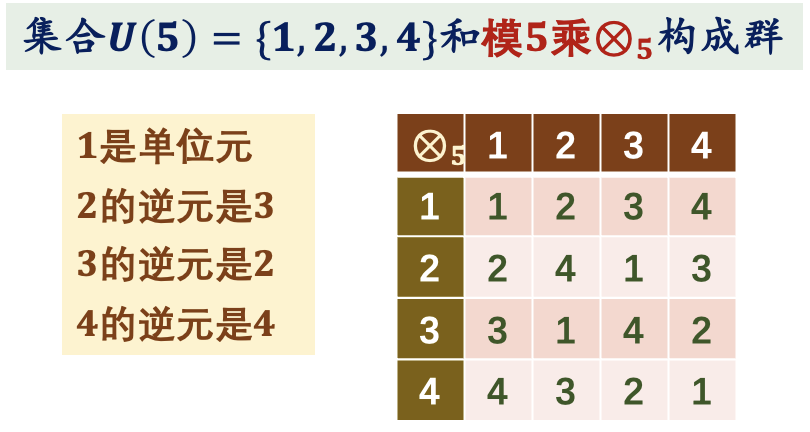 集合U(5) = {1, 2, 3, 4}和模5乘⊗₅构成群
1是单位元
2的逆元是3
3的逆元是2
4的逆元是4
⊗₅ 1 2 3 4
1 1 2 3 4
2 2 4 1 3
3 3 1 4 2
4 4 3 2 1